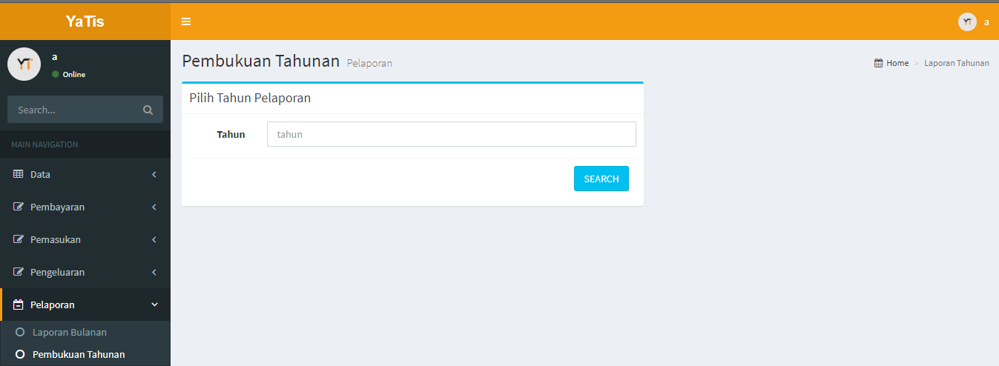 YaTis
a
YT
a
Online
Search...
MAIN NAVIGATION
Data
Pembayaran
Pemasukan
Pengeluaran
Pelaporan
Laporan Bulanan
Pembukuan Tahunan
Pembukuan Tahunan Pelaporan
Home > Laporan Tahunan
Pilih Tahun Pelaporan
Tahun tahun
SEARCH